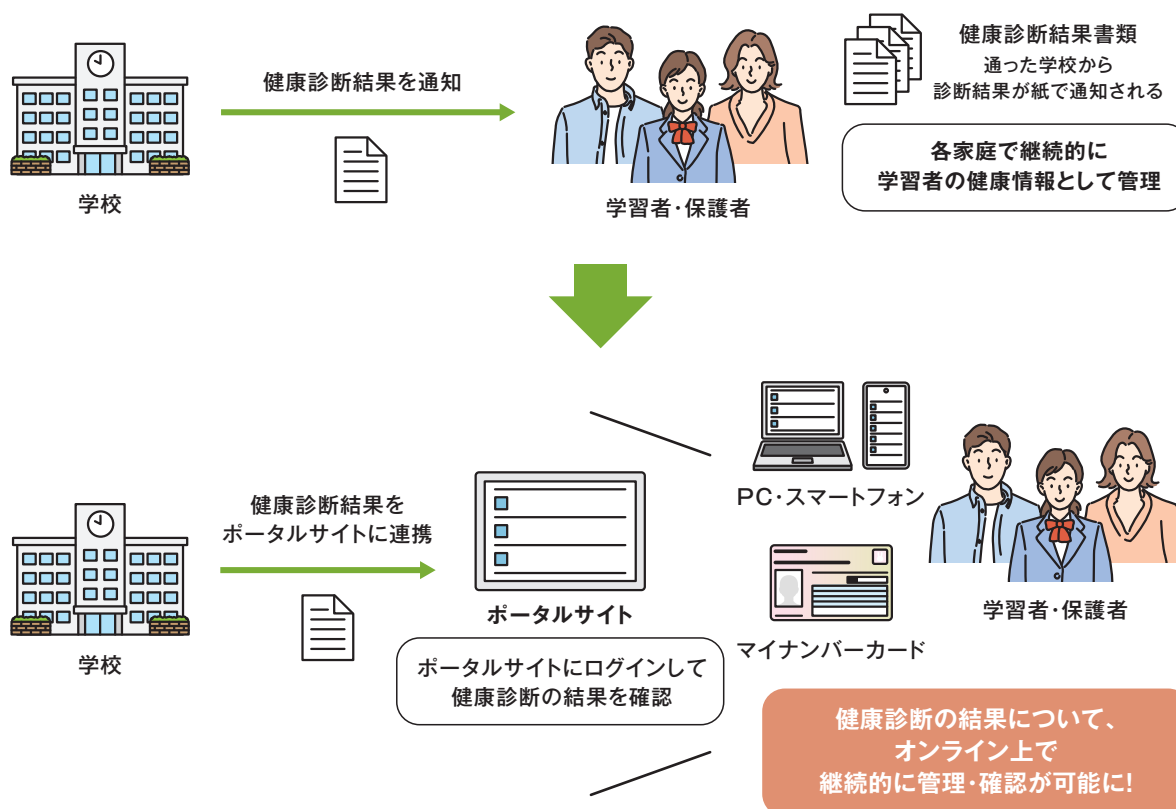 学校
健康診断結果を通知
学習者・保護者
健康診断結果書類
通った学校から
診断結果が紙で通知される
各家庭で継続的に
学習者の健康情報として管理
学校
健康診断結果を
ポータルサイトに連携
ポータルサイト
ポータルサイトにログインして
健康診断の結果を確認
PC・スマートフォン
マイナンバーカード
学習者・保護者
健康診断の結果について、
オンライン上で
継続的に管理・確認が可能に!